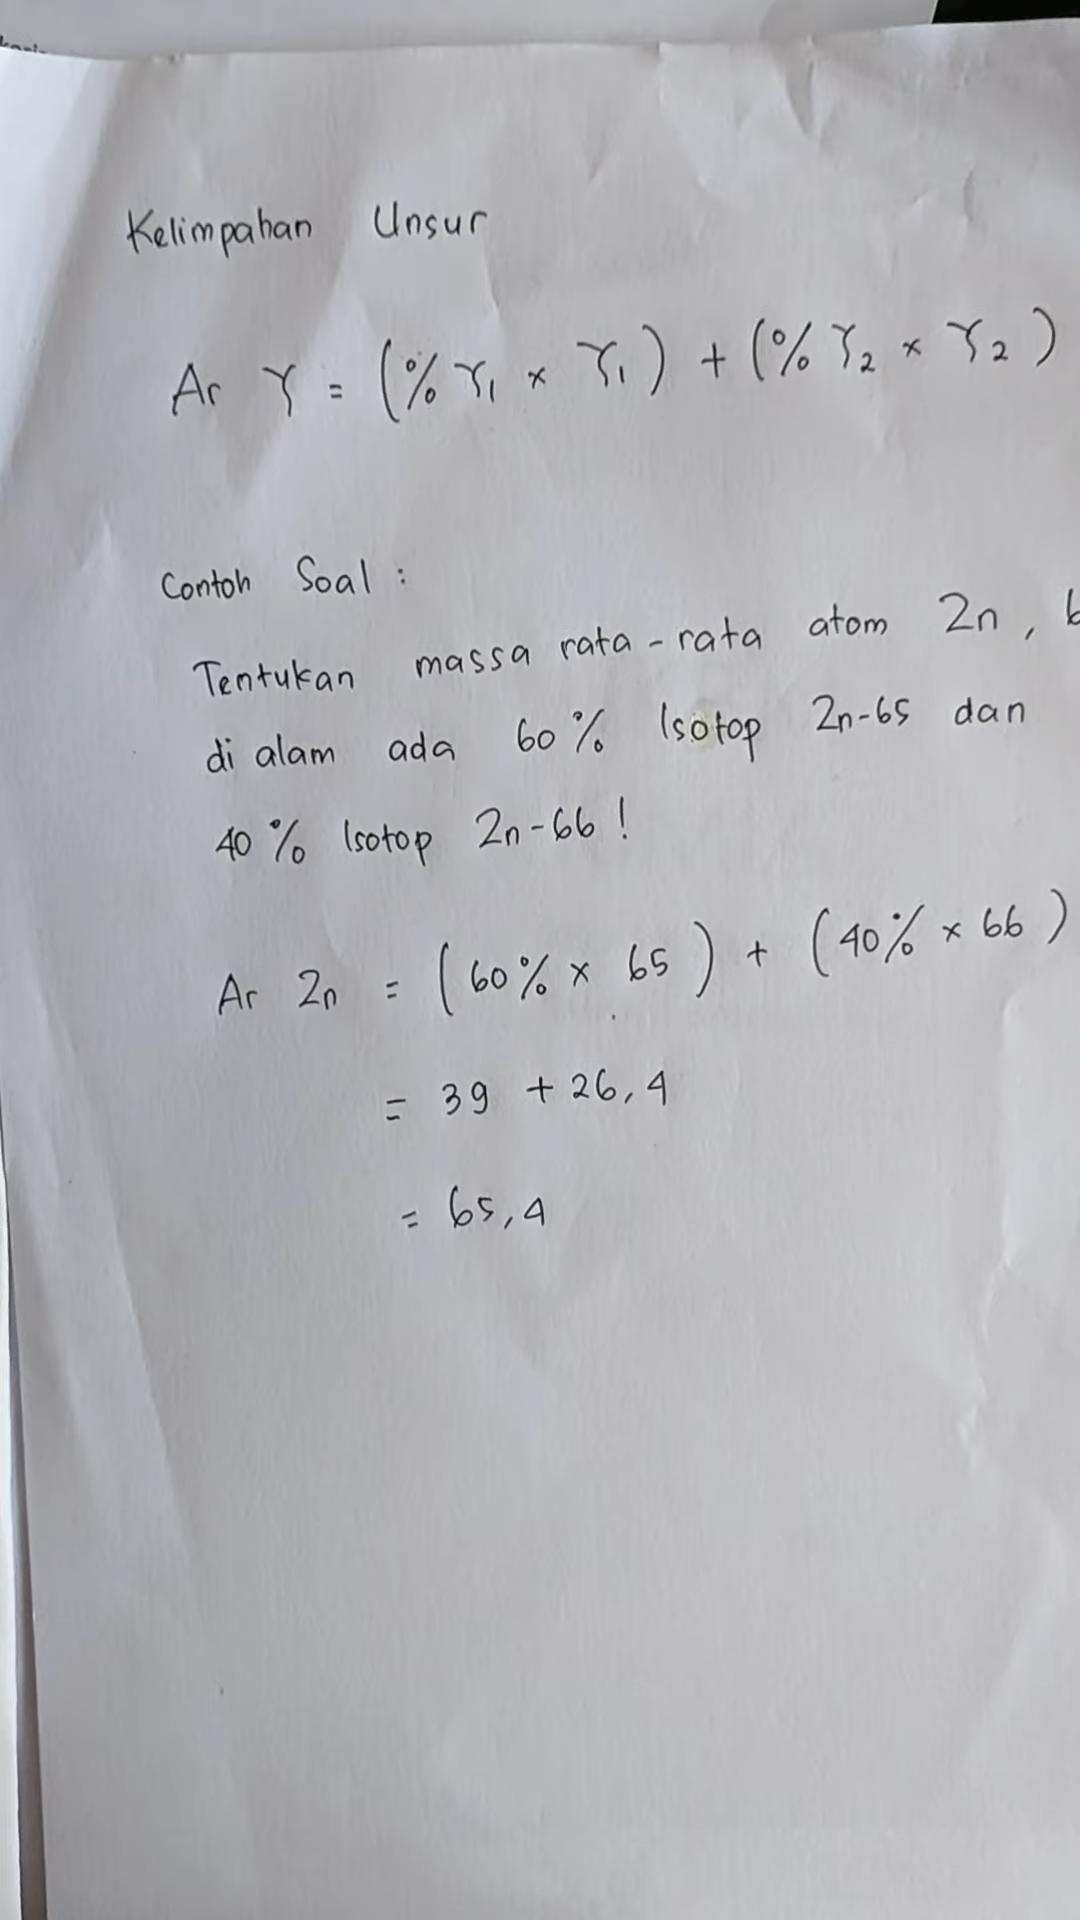 Kelimpahan Unsur
Ar Y = (% Y₁ × Y₁) + (% Y₂ × Y₂)
Contoh Soal :
Tentukan massa rata-rata atom Zn,
di alam ada 60% Isotop Zn-65 dan
40% Isotop Zn-66 !
Ar Zn = (60% × 65) + (40% × 66)
= 39 + 26,4
= 65,4